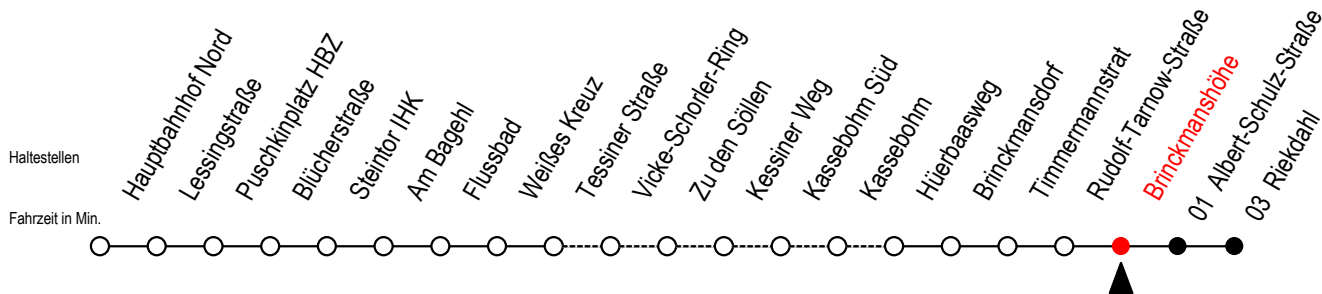 Haltestellen
Fahrzeit in Min.
Hauptbahnhof Nord
Lessingstraße
Puschkinplatz HBZ
Blücherstraße
Steintor IHK
Am Bagehl
Flussbad
Weißes Kreuz
Tessiner Straße
Vicke-Schorler-Ring
Zu den Söllen
Kessiner Weg
Kassebohm Süd
Kassebohm
Hüerbaasweg
Brinckmansdorf
Timmermannstrat
Rudolf-Tarnow-Straße
Brinckmanshöhe
01 Albert-Schulz-Straße
03 Riekdahl